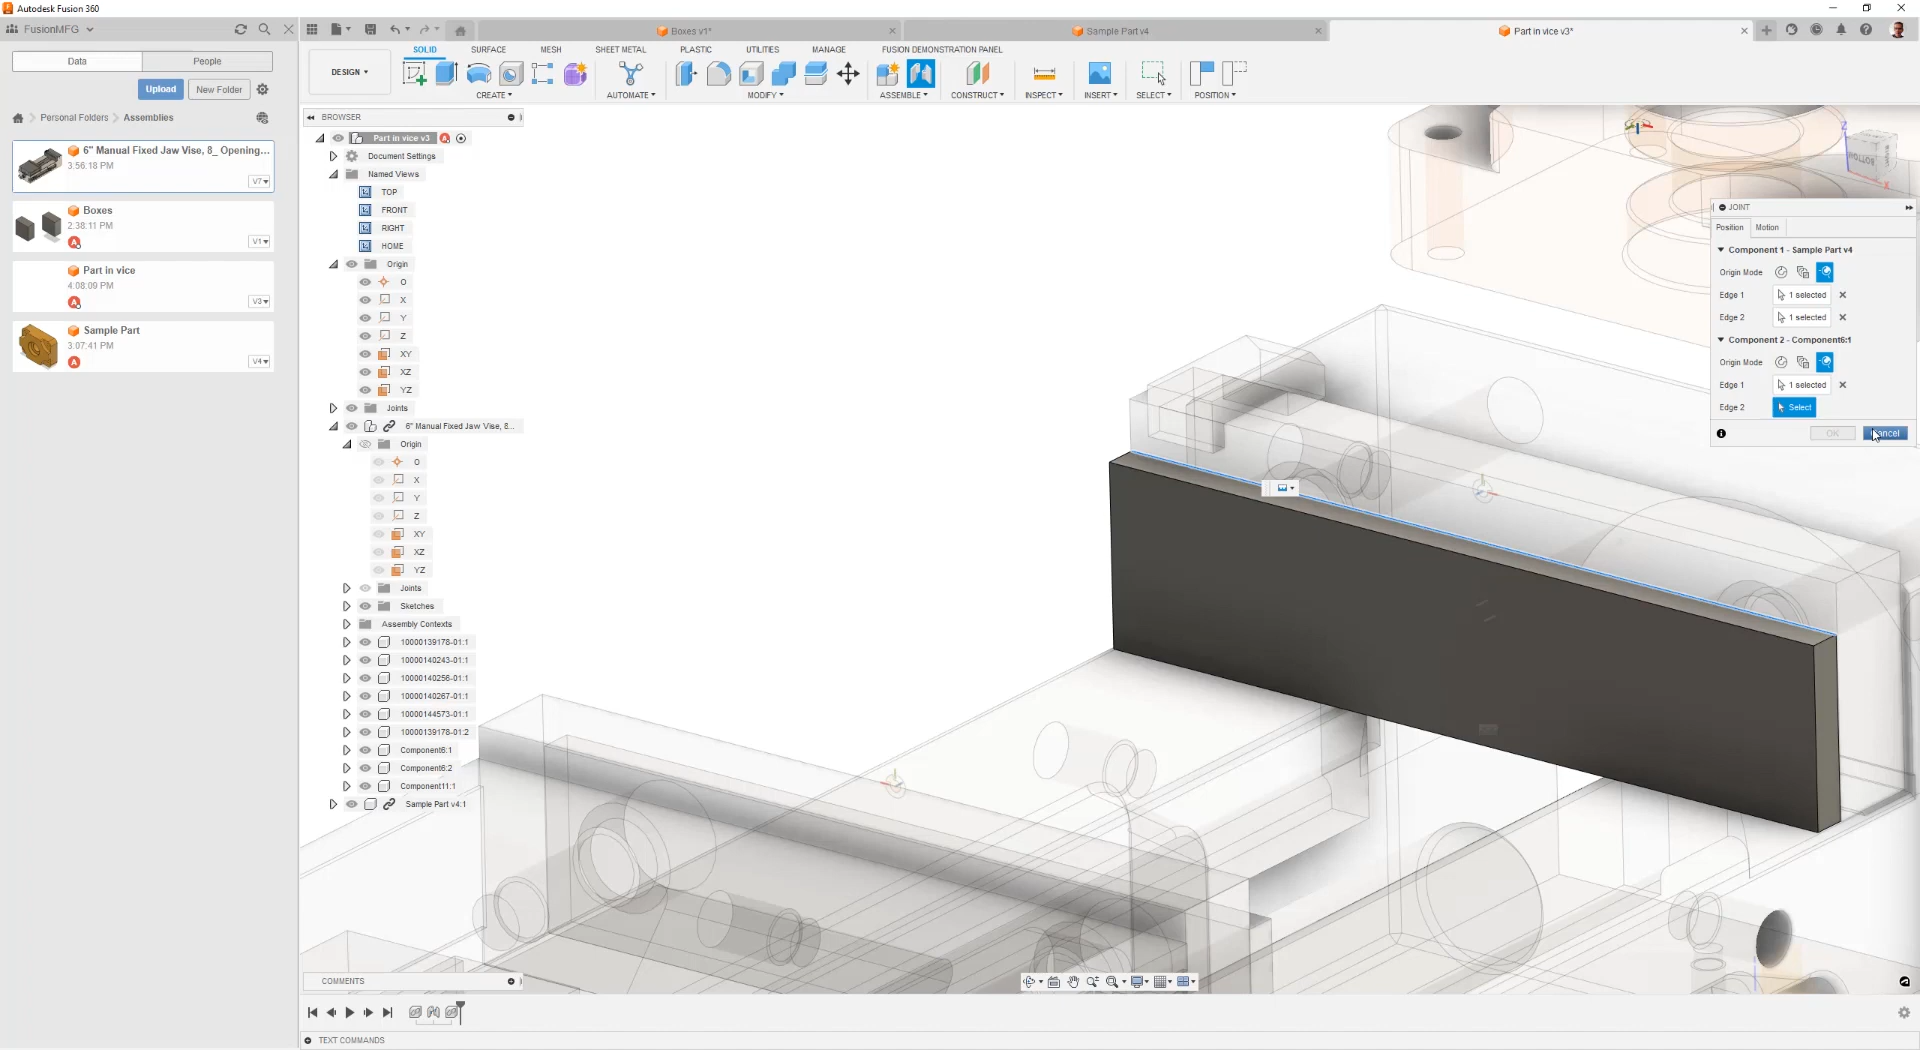 Autodesk Fusion 360
FusionMFG
Boxes v1*
Sample Part v4
Part in vice v3*
Data
People
Upload
New Folder
Personal Folders
Assemblies
6" Manual Fixed Jaw Vise, 8_ Opening...
3:56:18 PM
V7
Boxes
2:38:11 PM
V1
Part in vice
4:08:09 PM
V3
Sample Part
3:07:41 PM
V4
DESIGN
SOLID
SURFACE
MESH
SHEET METAL
PLASTIC
UTILITIES
MANAGE
FUSION DEMONSTRATION PANEL
CREATE
AUTOMATE
MODIFY
ASSEMBLE
CONSTRUCT
INSPECT
INSERT
SELECT
POSITION
BROWSER
Part in vice v3
Document Settings
Named Views
TOP
FRONT
RIGHT
HOME
Origin
O
X
Y
Z
XY
XZ
YZ
Joints
6" Manual Fixed Jaw Vise, 8...
Origin
O
X
Y
Z
XY
XZ
YZ
Joints
Sketches
Assembly Contexts
10000139178-01:1
10000140243-01:1
10000140256-01:1
10000140267-01:1
10000144573-01:1
10000139178-01:2
Component6:1
Component6:2
Component11:1
Sample Part v4:1
Z
BOTTOM
X
JOINT
Position
Motion
Component 1 - Sample Part v4
Origin Mode
Edge 1
1 selected
Edge 2
1 selected
Component 2 - Component6:1
Origin Mode
Edge 1
1 selected
Edge 2
Select
OK
Cancel
COMMENTS
TEXT COMMANDS